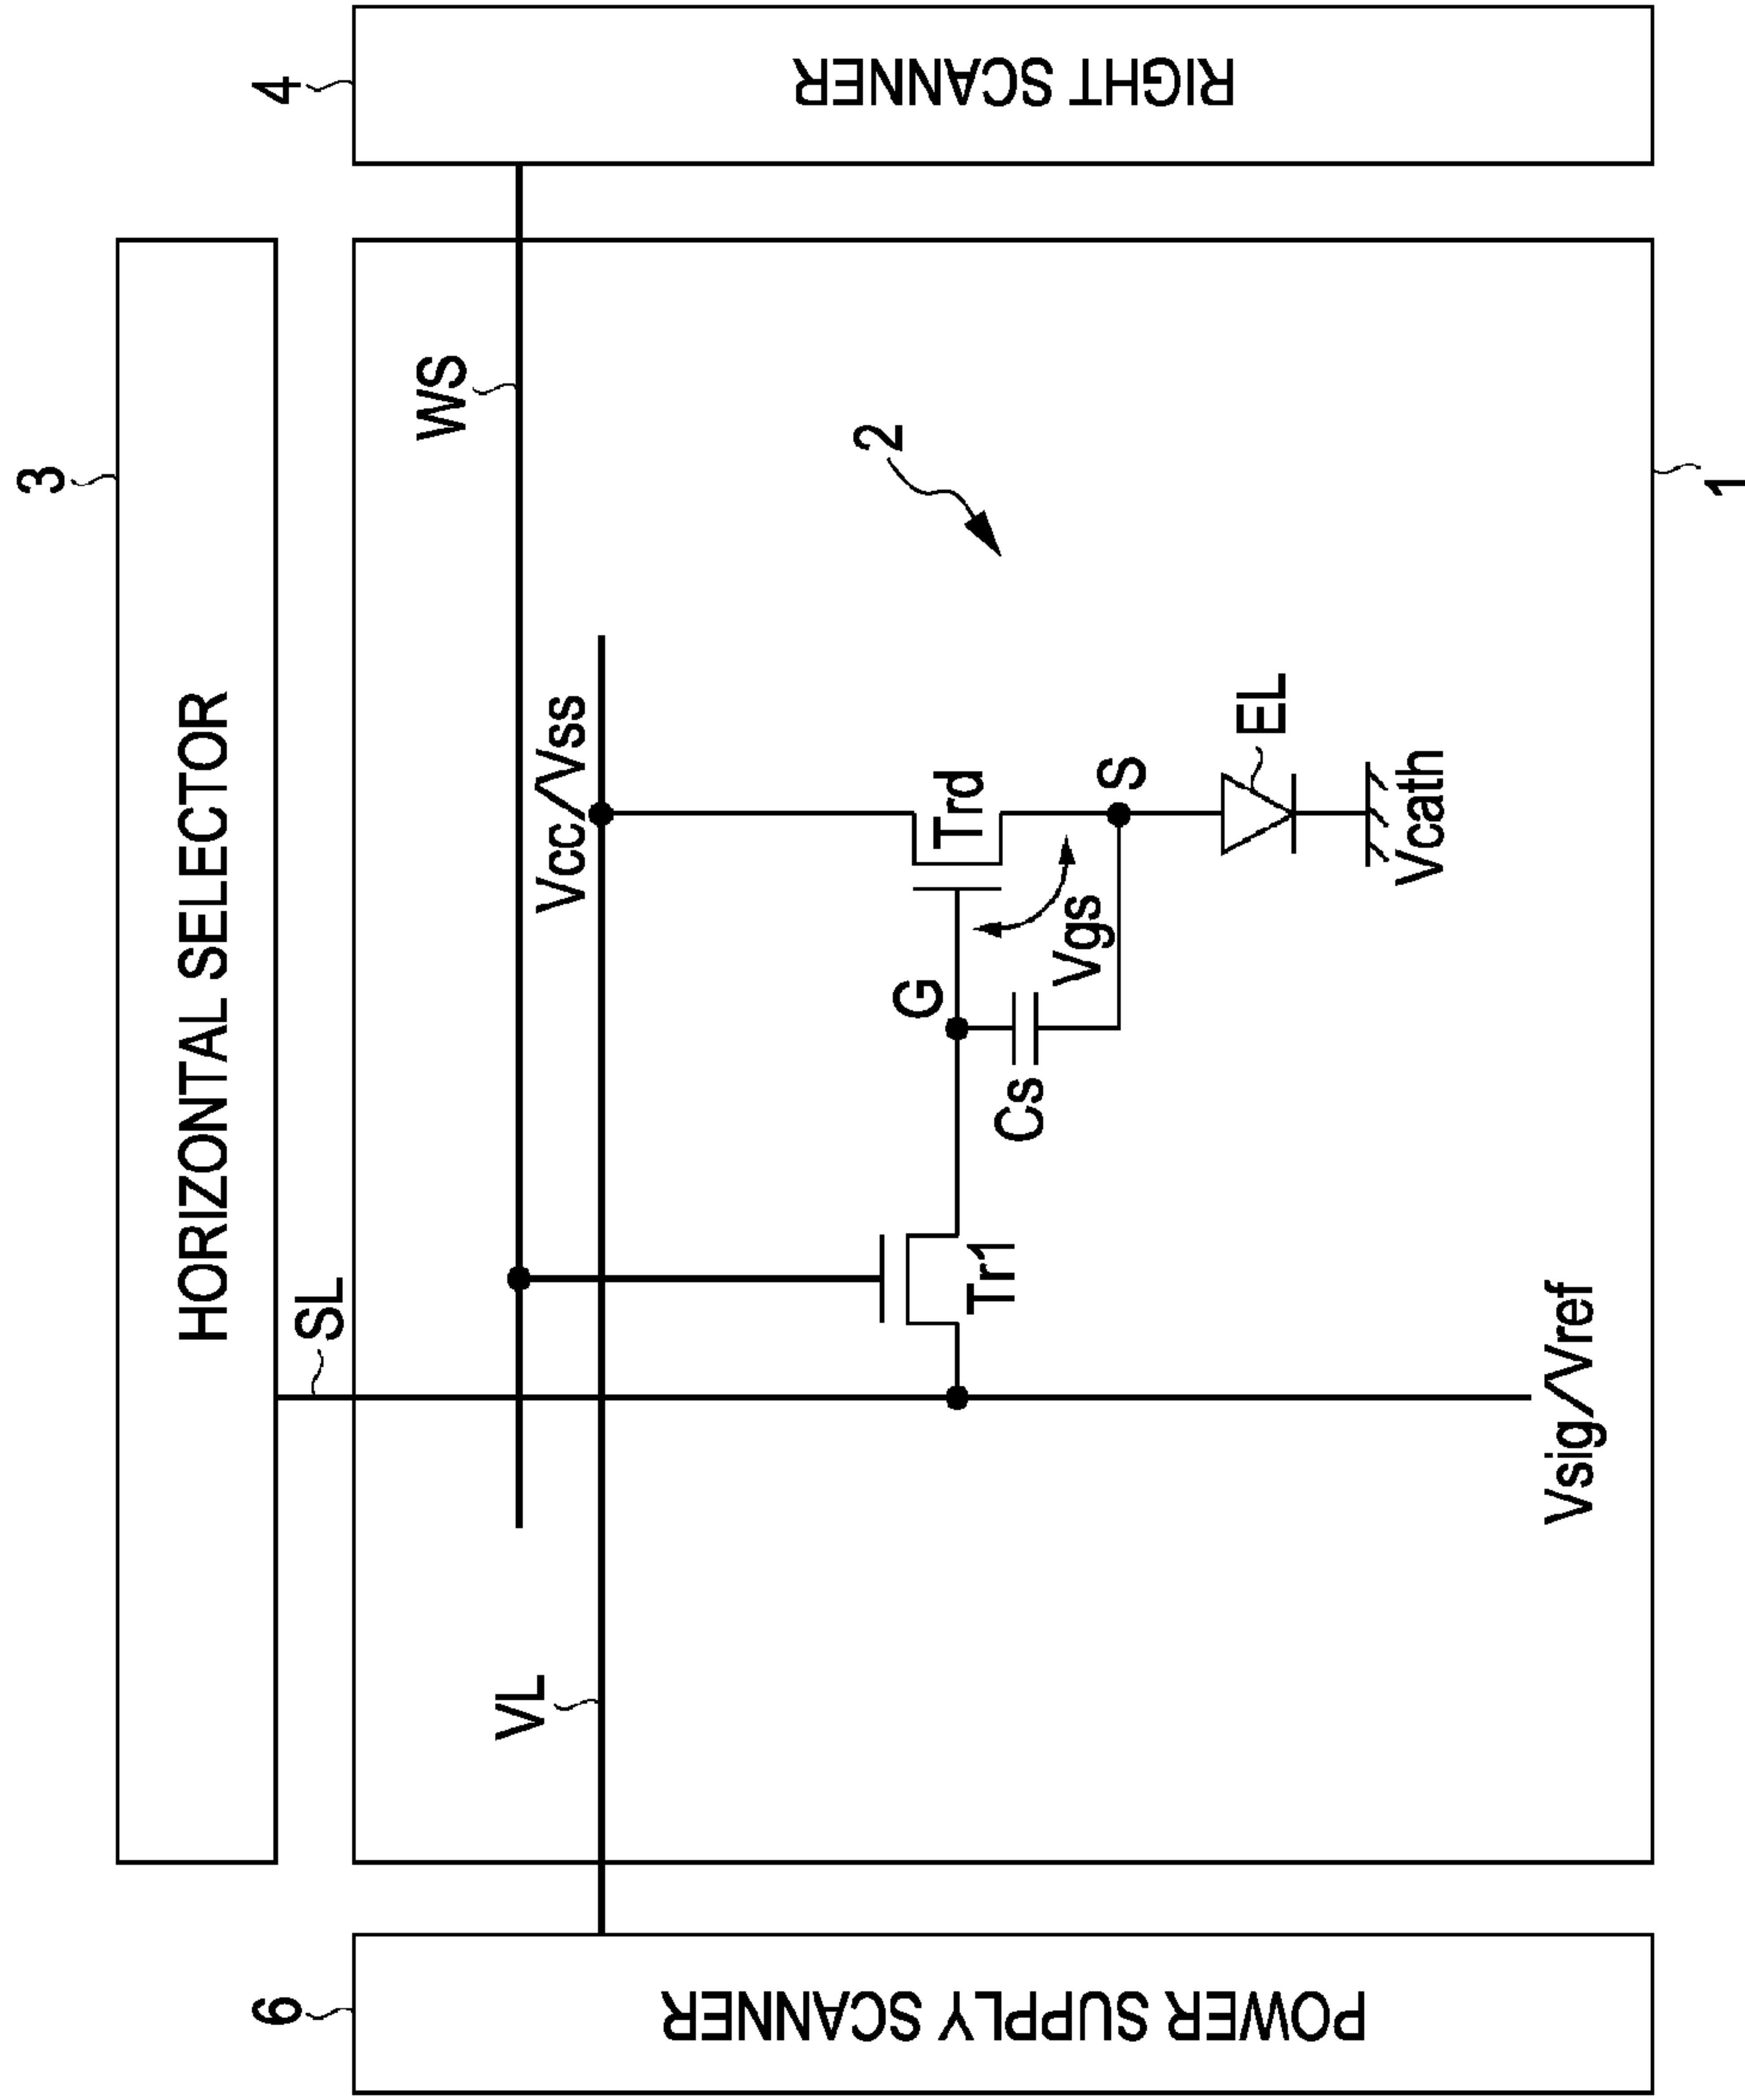 3
HORIZONTAL SELECTOR
6
SL
4
VL
WS
Vcc/Vss
POWER SUPPLY SCANNER
RIGHT SCANNER
2
G
Trd
Tr1
Cs
Vgs
S
EL
Vcath
Vsig/Vref
1